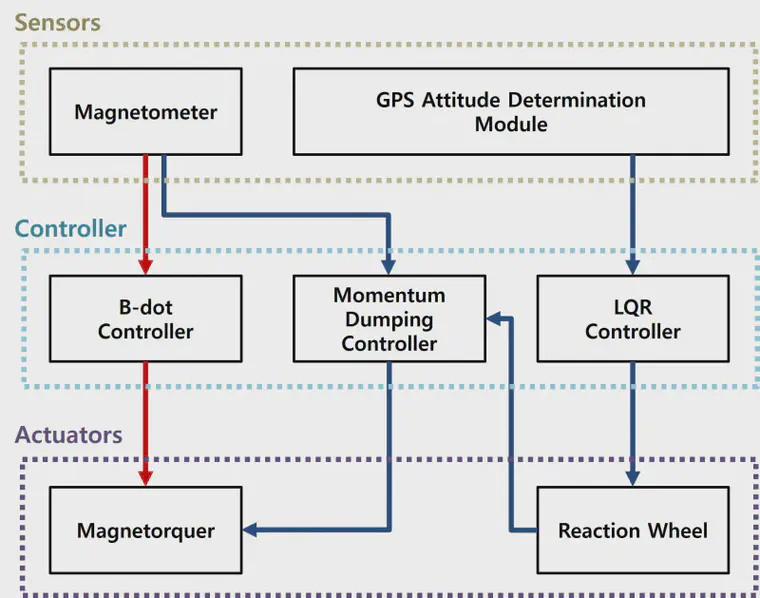 Sensors
Magnetometer
GPS Attitude Determination
Module
Controller
B-dot
Controller
Momentum
Dumping
Controller
LQR
Controller
Actuators
Magnetorquer
Reaction Wheel